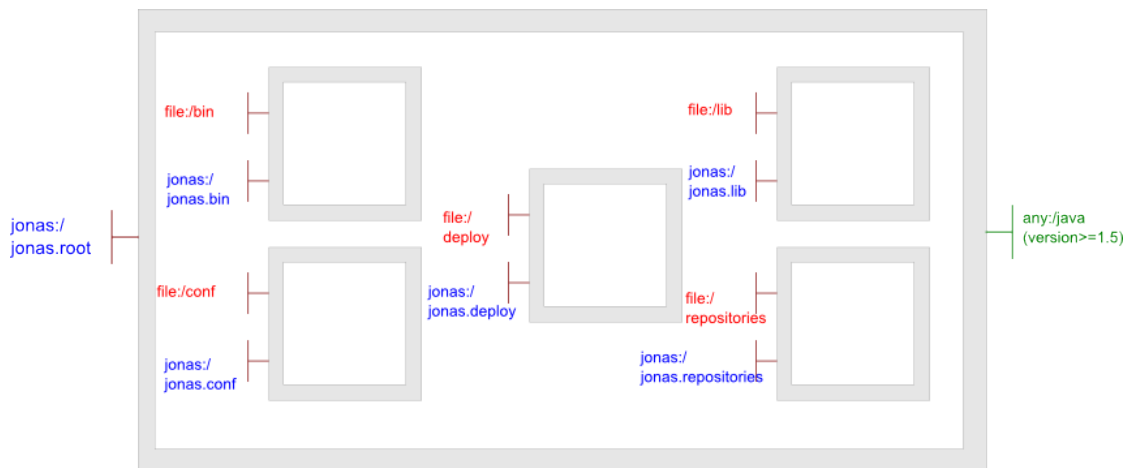 jonas:/
jonas.root
file:/bin
jonas:/
jonas.bin
file:/conf
jonas:/
jonas.conf
file:/
deploy
jonas:/
jonas.deploy
file:/lib
jonas:/
jonas.lib
file:/
repositories
jonas:/
jonas.repositories
any:/java
(version>=1.5)